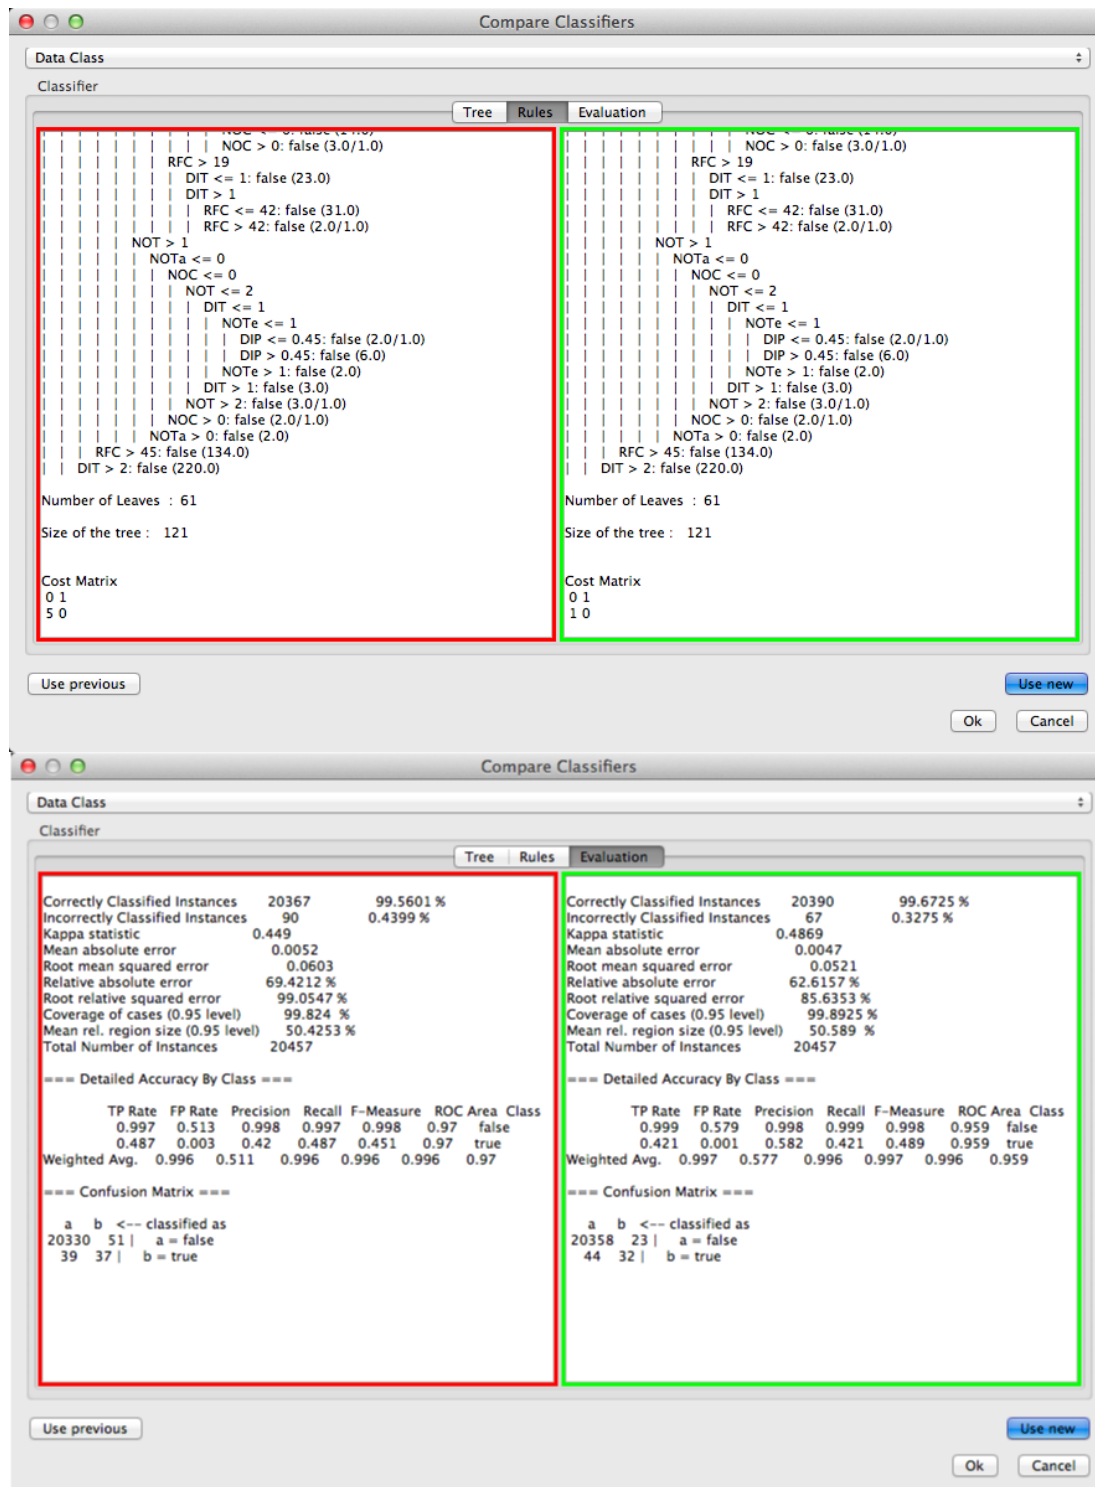 Compare Classifiers
Data Class
Classifier
Tree Rules Evaluation
| | | | | | | | | | NOC <= 0: false (14.0)
| | | | | | | | | | NOC > 0: false (3.0/1.0)
| | | | | | | RFC > 19
| | | | | | | | DIT <= 1: false (23.0)
| | | | | | | | DIT > 1
| | | | | | | | | RFC <= 42: false (31.0)
| | | | | | | | | RFC > 42: false (2.0/1.0)
| | | | | NOT > 1
| | | | | | NOTa <= 0
| | | | | | | NOC <= 0
| | | | | | | | NOT <= 2
| | | | | | | | | DIT <= 1
| | | | | | | | | | NOTe <= 1
| | | | | | | | | | | DIP <= 0.45: false (2.0/1.0)
| | | | | | | | | | | DIP > 0.45: false (6.0)
| | | | | | | | | | NOTe > 1: false (2.0)
| | | | | | | | | DIT > 1: false (3.0)
| | | | | | | | NOT > 2: false (3.0/1.0)
| | | | | | | NOC > 0: false (2.0/1.0)
| | | | | | NOTa > 0: false (2.0)
| | | RFC > 45: false (134.0)
| | DIT > 2: false (220.0)
Number of Leaves : 61
Size of the tree : 121
Cost Matrix
0 1
5 0
| | | | | | | | | | NOC <= 0: false (14.0)
| | | | | | | | | | NOC > 0: false (3.0/1.0)
| | | | | | | RFC > 19
| | | | | | | | DIT <= 1: false (23.0)
| | | | | | | | DIT > 1
| | | | | | | | | RFC <= 42: false (31.0)
| | | | | | | | | RFC > 42: false (2.0/1.0)
| | | | | NOT > 1
| | | | | | NOTa <= 0
| | | | | | | NOC <= 0
| | | | | | | | NOT <= 2
| | | | | | | | | DIT <= 1
| | | | | | | | | | NOTe <= 1
| | | | | | | | | | | DIP <= 0.45: false (2.0/1.0)
| | | | | | | | | | | DIP > 0.45: false (6.0)
| | | | | | | | | | NOTe > 1: false (2.0)
| | | | | | | | | DIT > 1: false (3.0)
| | | | | | | | NOT > 2: false (3.0/1.0)
| | | | | | | NOC > 0: false (2.0/1.0)
| | | | | | NOTa > 0: false (2.0)
| | | RFC > 45: false (134.0)
| | DIT > 2: false (220.0)
Number of Leaves : 61
Size of the tree : 121
Cost Matrix
0 1
1 0
Use previous
Use new
Ok Cancel
Compare Classifiers
Data Class
Classifier
Tree Rules Evaluation
Correctly Classified Instances 20367 99.5601 %
Incorrectly Classified Instances 90 0.4399 %
Kappa statistic 0.449
Mean absolute error 0.0052
Root mean squared error 0.0603
Relative absolute error 69.4212 %
Root relative squared error 99.0547 %
Coverage of cases (0.95 level) 99.824 %
Mean rel. region size (0.95 level) 50.4253 %
Total Number of Instances 20457
=== Detailed Accuracy By Class ===
TP Rate FP Rate Precision Recall F-Measure ROC Area Class
0.997 0.513 0.998 0.997 0.998 0.97 false
0.487 0.003 0.42 0.487 0.451 0.97 true
Weighted Avg. 0.996 0.511 0.996 0.996 0.996 0.97
=== Confusion Matrix ===
a b <-- classified as
20330 51 | a = false
39 37 | b = true
Correctly Classified Instances 20390 99.6725 %
Incorrectly Classified Instances 67 0.3275 %
Kappa statistic 0.4869
Mean absolute error 0.0047
Root mean squared error 0.0521
Relative absolute error 62.6157 %
Root relative squared error 85.6353 %
Coverage of cases (0.95 level) 99.8925 %
Mean rel. region size (0.95 level) 50.589 %
Total Number of Instances 20457
=== Detailed Accuracy By Class ===
TP Rate FP Rate Precision Recall F-Measure ROC Area Class
0.999 0.579 0.998 0.999 0.998 0.959 false
0.421 0.001 0.582 0.421 0.489 0.959 true
Weighted Avg. 0.997 0.577 0.996 0.997 0.996 0.959
=== Confusion Matrix ===
a b <-- classified as
20358 23 | a = false
44 32 | b = true
Use previous
Use new
Ok Cancel